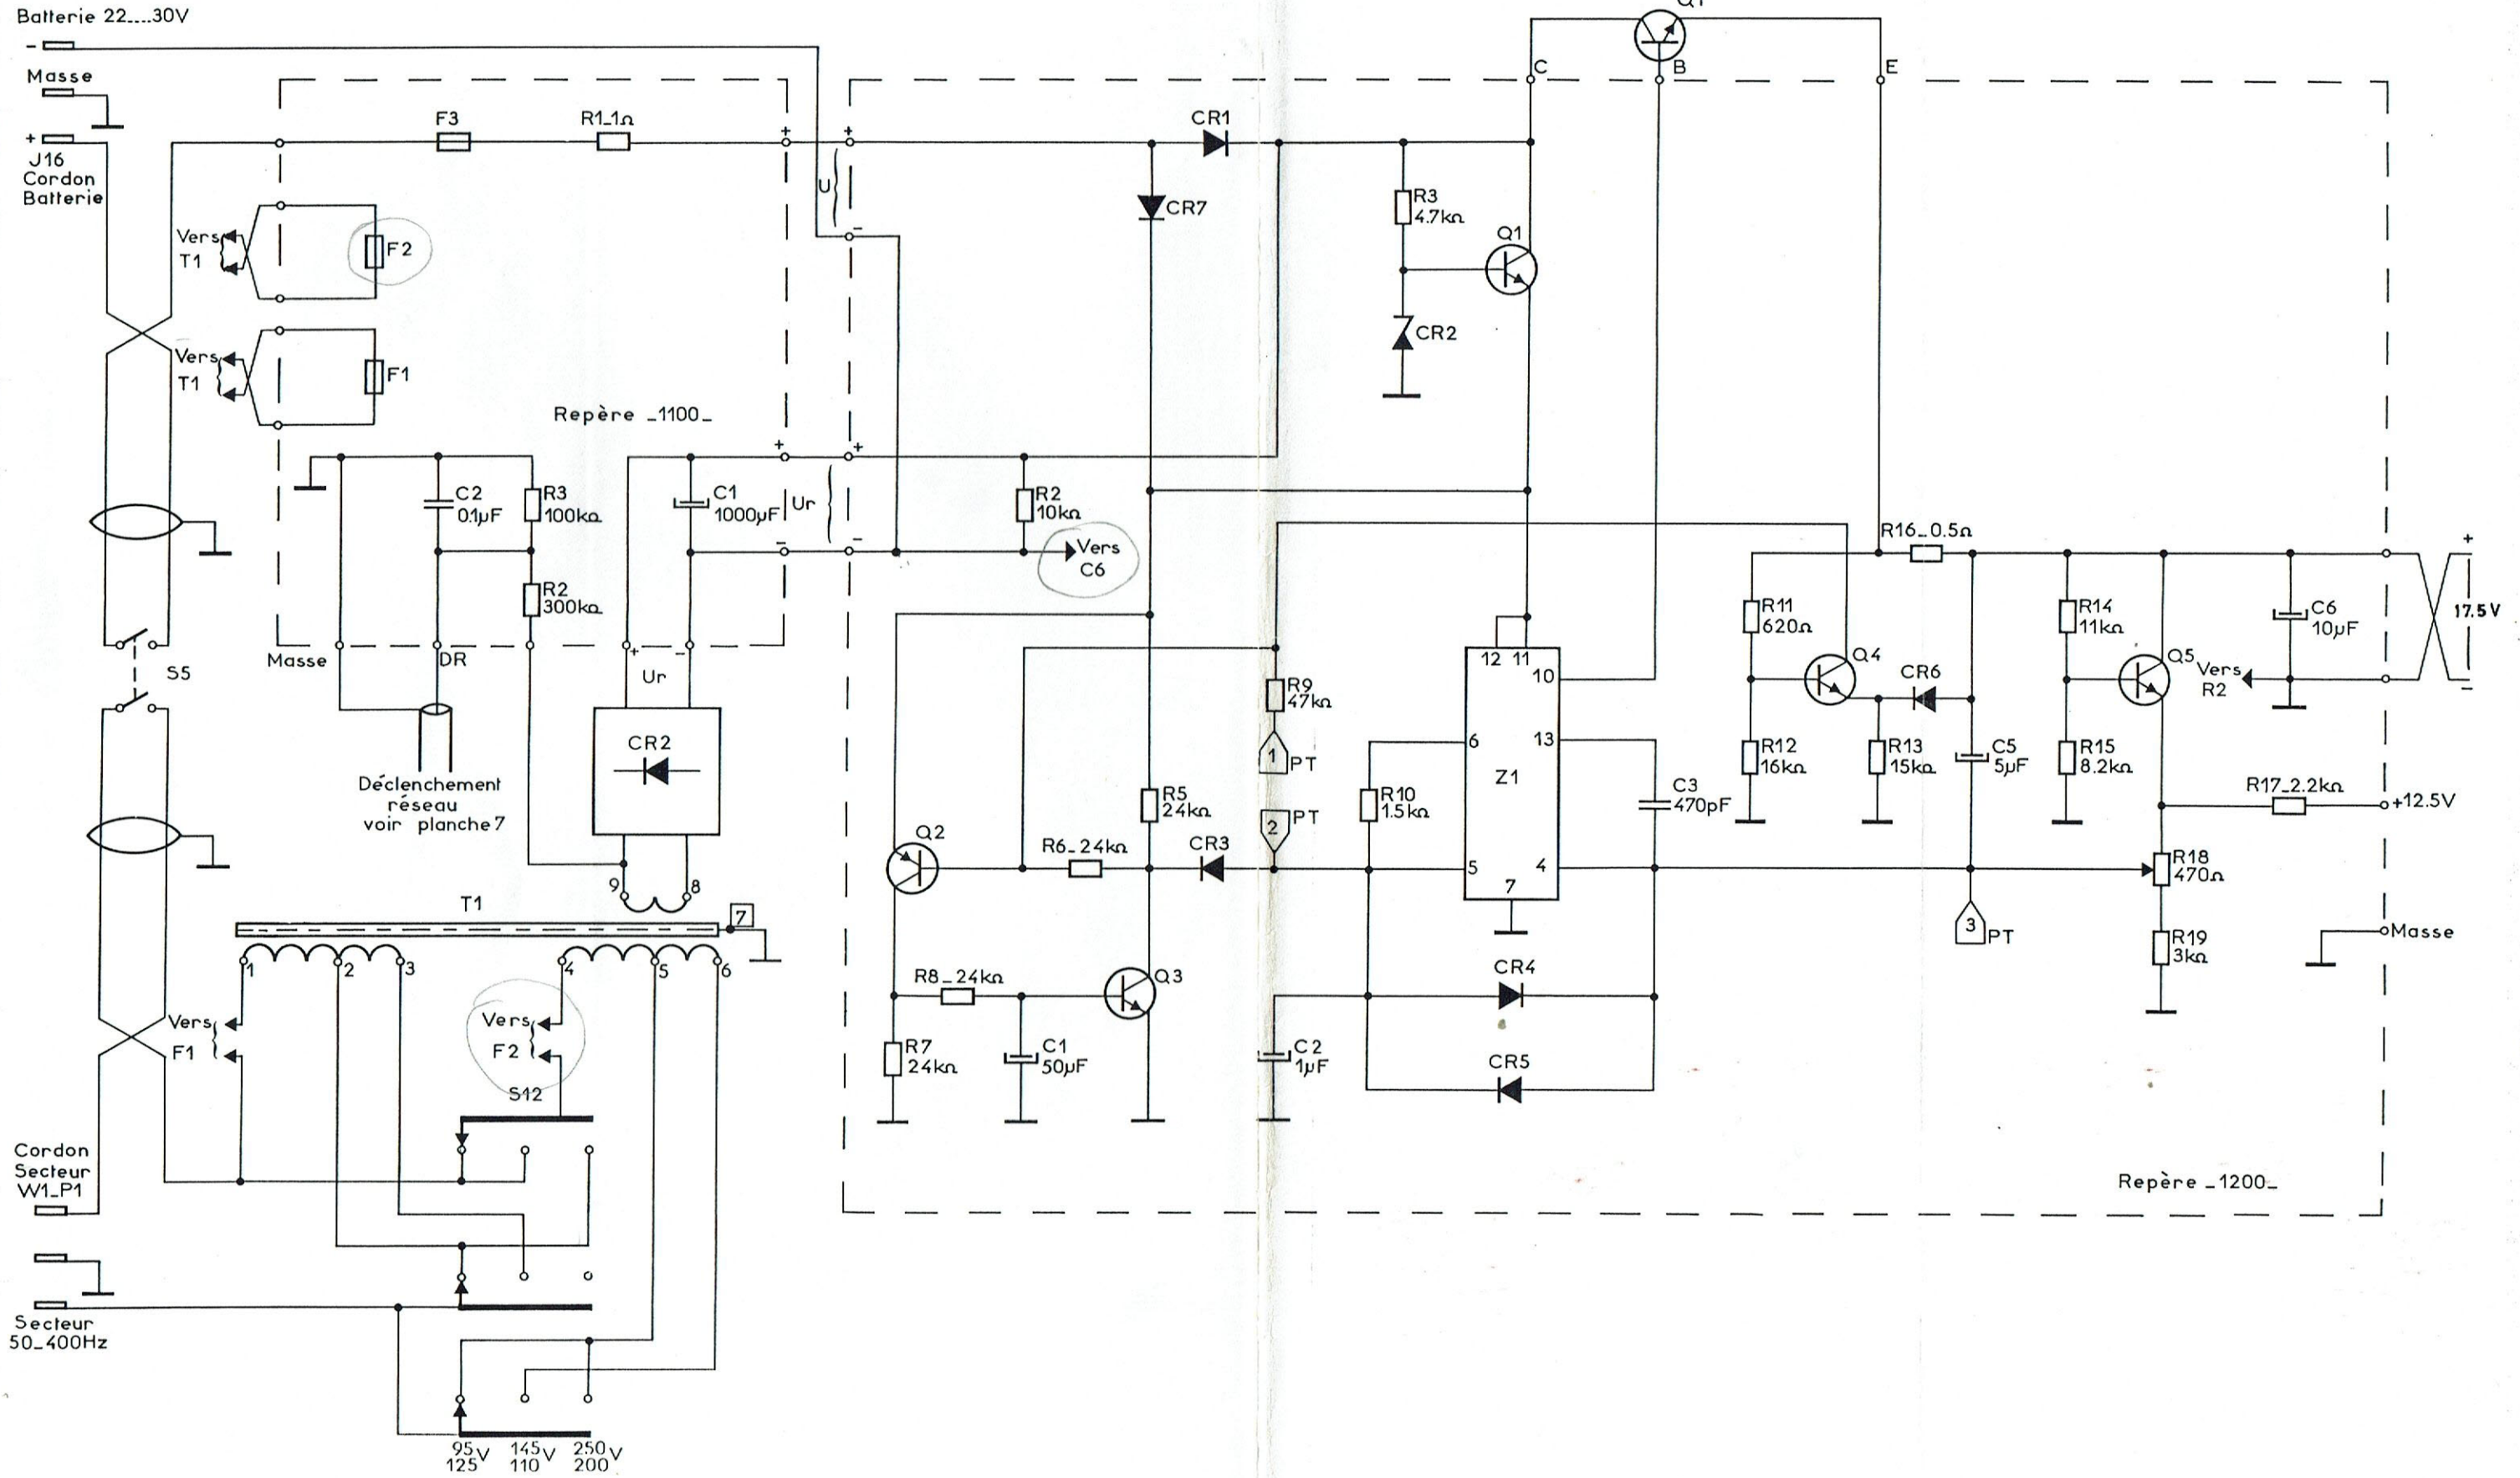 Batterie 22....30V
-
Masse
+
J16
Cordon
Batterie
F3
R1_1Ω
+
+
U
-
CR1
CR7
C
B
E
R3
4.7kΩ
Q1
CR2
Vers
T1
F2
Vers
T1
F1
Repère _1100_
C2
0.1µF
R3
100kΩ
R2
300kΩ
C1
1000µF
+
+
Ur
-
-
R2
10kΩ
Vers
C6
Masse
DR
+
-
Ur
S5
CR2
Déclenchement
réseau
voir planche 7
9
8
T1
7
1
2
3
4
5
6
Vers
F1
Vers
F2
S12
Cordon
Secteur
W1_P1
Secteur
50_400Hz
95 V
125
145 V
110
250 V
200
R9
47kΩ
1
PT
2
PT
R5
24kΩ
Q2
R6_24kΩ
CR3
R10
1.5kΩ
12
11
10
6
13
Z1
5
4
7
C3
470pF
R8_24kΩ
Q3
R7
24kΩ
C1
50µF
C2
1µF
CR4
CR5
R16_0.5Ω
R11
620Ω
R12
16kΩ
Q4
CR6
R13
15kΩ
C5
5µF
R14
11kΩ
R15
8.2kΩ
Q5
Vers
R2
C6
10µF
+
17.5V
-
R17_2.2kΩ
+12.5V
R18
470Ω
R19
3kΩ
3
PT
Masse
Repère _1200_